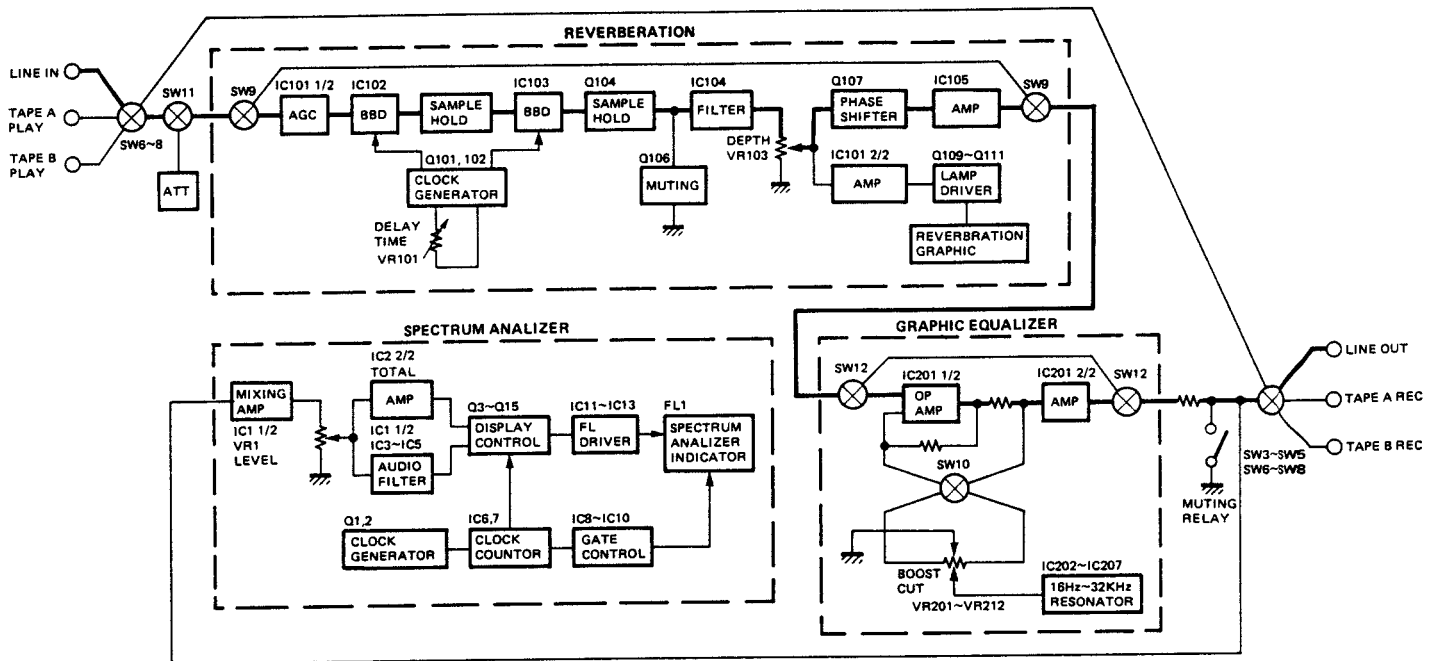 REVERBERATION
LINE IN
TAPE A
PLAY
TAPE B
PLAY
SW6~8
SW11
ATT
SW9
IC101 1/2
AGC
IC102
BBD
SAMPLE
HOLD
IC103
BBD
Q104
SAMPLE
HOLD
IC104
FILTER
Q107
PHASE
SHIFTER
IC105
AMP
SW9
Q101, 102
CLOCK
GENERATOR
DELAY
TIME
VR101
Q106
MUTING
DEPTH
VR103
IC101 2/2
AMP
Q109~Q111
LAMP
DRIVER
REVERBRATION
GRAPHIC
SPECTRUM ANALIZER
MIXING
AMP
IC1 1/2
VR1
LEVEL
IC2 2/2
TOTAL
AMP
IC1 1/2
IC3~IC5
AUDIO
FILTER
Q3~Q15
DISPLAY
CONTROL
IC11~IC13
FL
DRIVER
FL1
SPECTRUM
ANALIZER
INDICATOR
Q1,2
CLOCK
GENERATOR
IC6,7
CLOCK
COUNTOR
IC8~IC10
GATE
CONTROL
GRAPHIC EQUALIZER
SW12
IC201 1/2
OP
AMP
IC201 2/2
AMP
SW12
SW10
BOOST
CUT
VR201~VR212
IC202~IC207
16Hz~32KHz
RESONATOR
LINE OUT
TAPE A REC
TAPE B REC
SW3~SW5
SW6~SW8
MUTING
RELAY